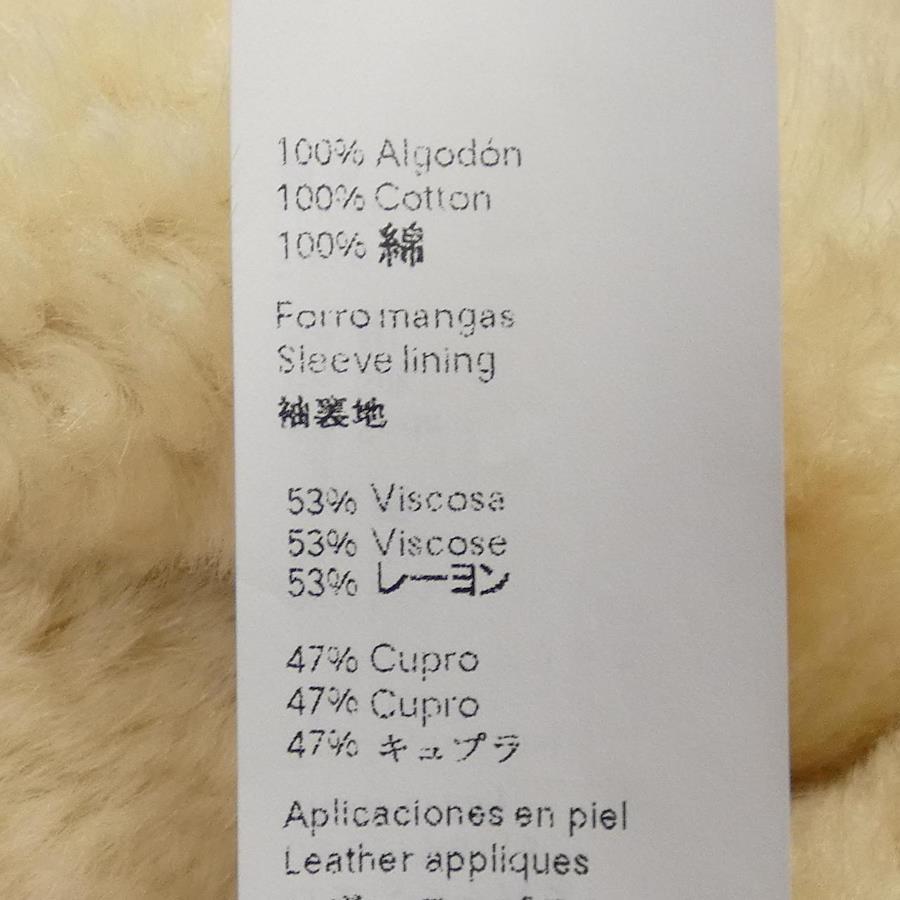 100% Algodón
100% Cotton
100% 綿
Forro mangas
Sleeve lining
袖裏地
53% Viscosa
53% Viscose
53% レーヨン
47% Cupro
47% Cupro
47% キュプラ
Aplicaciones en piel
Leather appliques